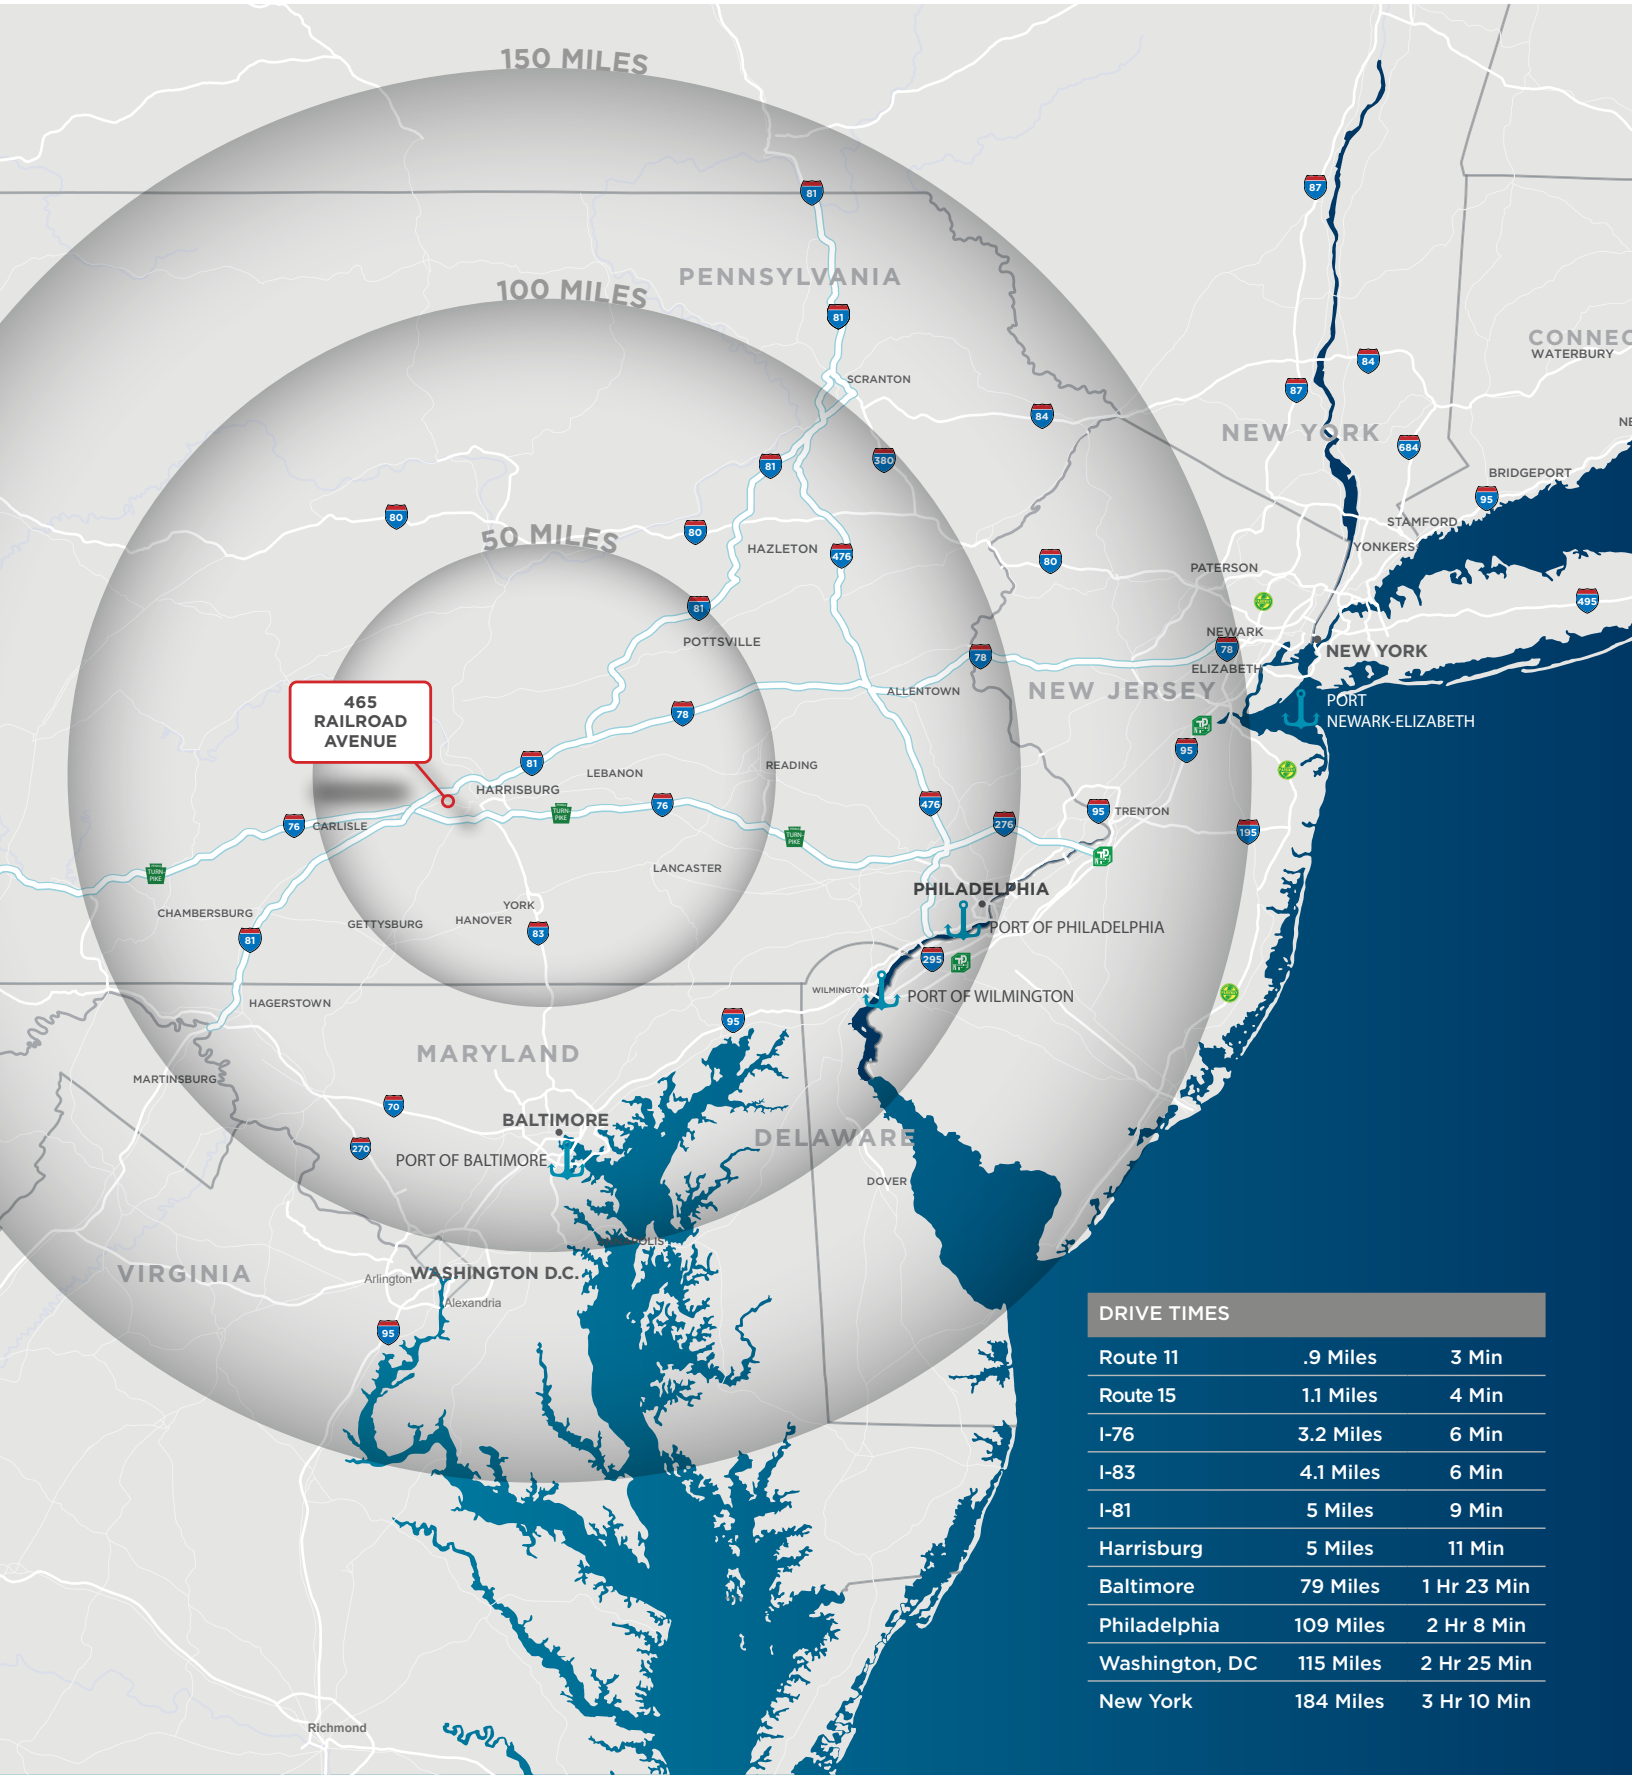 150 MILES
81
87
PENNSYLVANIA
100 MILES
81
CONNEC
WATERBURY
84
87
SCRANTON
84
NE
NEW YORK
684
81
380
BRIDGEPORT
95
80
80
STAMFORD
50 MILES
HAZLETON
476
YONKERS
80
PATERSON
495
81
POTTSVILLE
NEWARK
78
78
NEW YORK
ELIZABETH
ALLENTOWN
NEW JERSEY
465
RAILROAD
AVENUE
PORT
NEWARK-ELIZABETH
78
95
81
LEBANON
READING
HARRISBURG
76
476
95
TRENTON
TURN-
PIKE
76
CARLISLE
276
195
TURN-
PIKE
LANCASTER
TURN-
PIKE
PHILADELPHIA
YORK
CHAMBERSBURG
GETTYSBURG
HANOVER
PORT OF PHILADELPHIA
81
83
295
WILMINGTON
PORT OF WILMINGTON
HAGERSTOWN
95
MARYLAND
MARTINSBURG
70
BALTIMORE
DELAWARE
270
PORT OF BALTIMORE
DOVER
VIRGINIA
Arlington
WASHINGTON D.C.
Alexandria
95
DRIVE TIMES
Route 11 .9 Miles 3 Min
Route 15 1.1 Miles 4 Min
I-76 3.2 Miles 6 Min
I-83 4.1 Miles 6 Min
I-81 5 Miles 9 Min
Harrisburg 5 Miles 11 Min
Baltimore 79 Miles 1 Hr 23 Min
Philadelphia 109 Miles 2 Hr 8 Min
Washington, DC 115 Miles 2 Hr 25 Min
New York 184 Miles 3 Hr 10 Min
Richmond